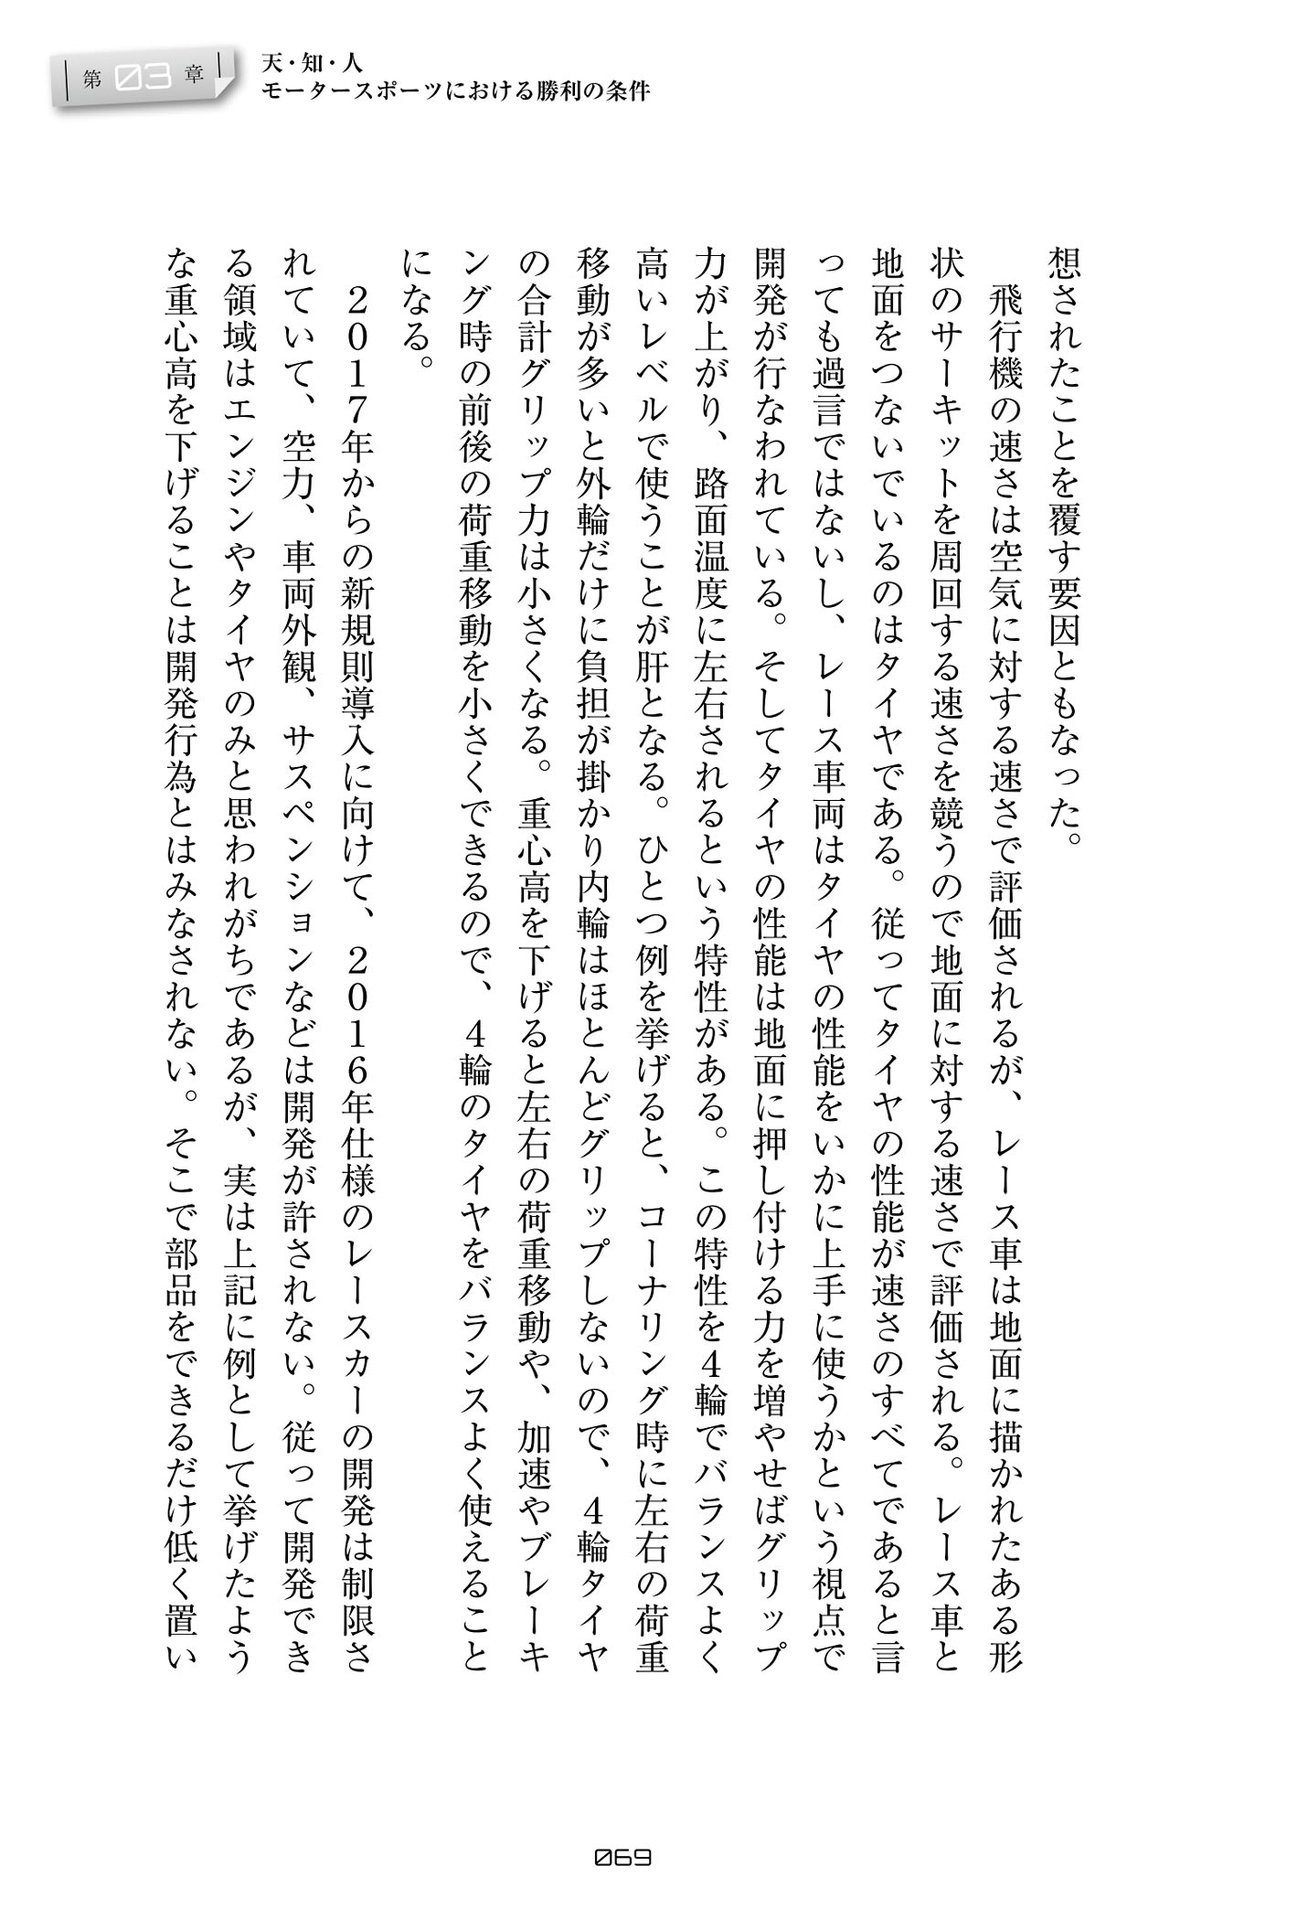 第03章
天・知・人
モータースポーツにおける勝利の条件
想されたことを覆す要因ともなった。
　飛行機の速さは空気に対する速さで評価されるが、レース車は地面に描かれたある形
状のサーキットを周回する速さを競うので地面に対する速さで評価される。レース車と
地面をつないでいるのはタイヤである。従ってタイヤの性能が速さのすべてであると言
っても過言ではないし、レース車両はタイヤの性能をいかに上手に使うかという視点で
開発が行なわれている。そしてタイヤの性能は地面に押し付ける力を増やせばグリップ
力が上がり、路面温度に左右されるという特性がある。この特性を4輪でバランスよく
高いレベルで使うことが肝となる。ひとつ例を挙げると、コーナリング時に左右の荷重
移動が多いと外輪だけに負担が掛かり内輪はほとんどグリップしないので、4輪タイヤ
の合計グリップ力は小さくなる。重心高を下げると左右の荷重移動や、加速やブレーキ
ング時の前後の荷重移動を小さくできるので、4輪のタイヤをバランスよく使えること
になる。
　2017年からの新規則導入に向けて、2016年仕様のレースカーの開発は制限さ
れていて、空力、車両外観、サスペンションなどは開発が許されない。従って開発でき
る領域はエンジンやタイヤのみと思われがちであるが、実は上記に例として挙げたよう
な重心高を下げることは開発行為とはみなされない。そこで部品をできるだけ低く置い
069